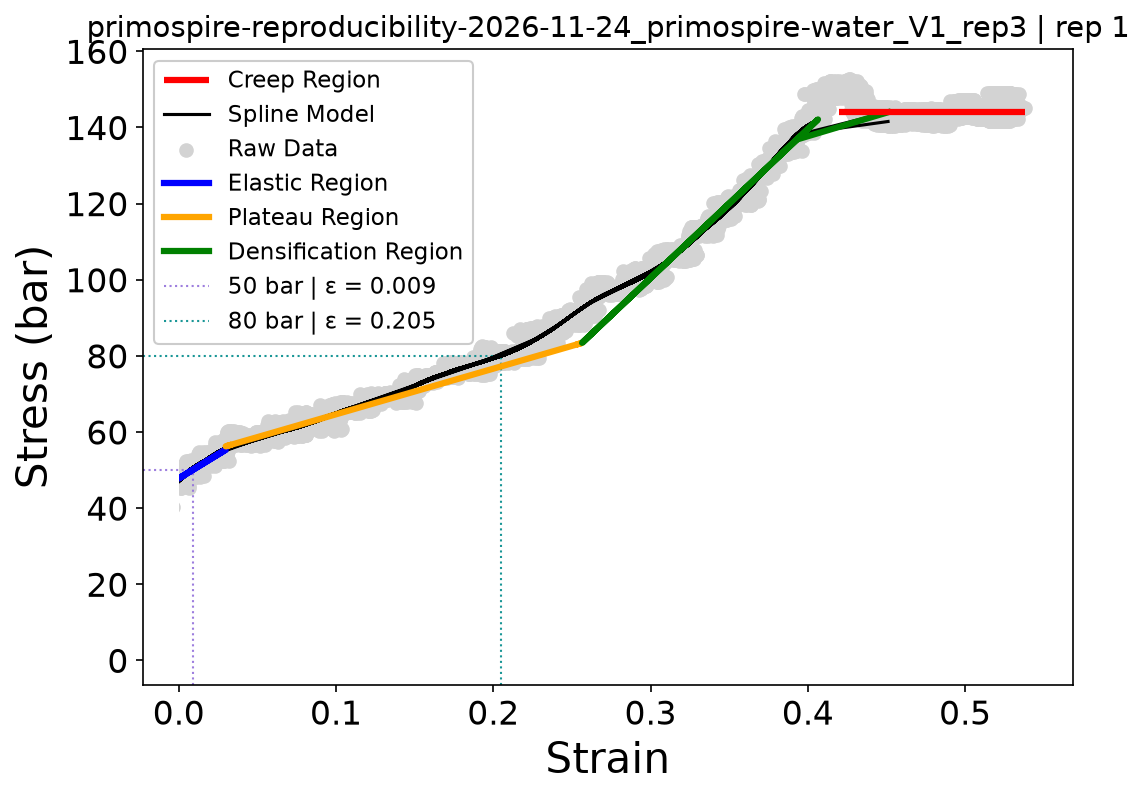 primospire-reproducibility-2026-11-24_primospire-water_V1_rep3 | rep 1
Creep Region
Spline Model
Raw Data
Elastic Region
Plateau Region
Densification Region
50 bar | ε = 0.009
80 bar | ε = 0.205
160
140
120
100
80
60
40
20
0
Stress (bar)
0.0 0.1 0.2 0.3 0.4 0.5
Strain